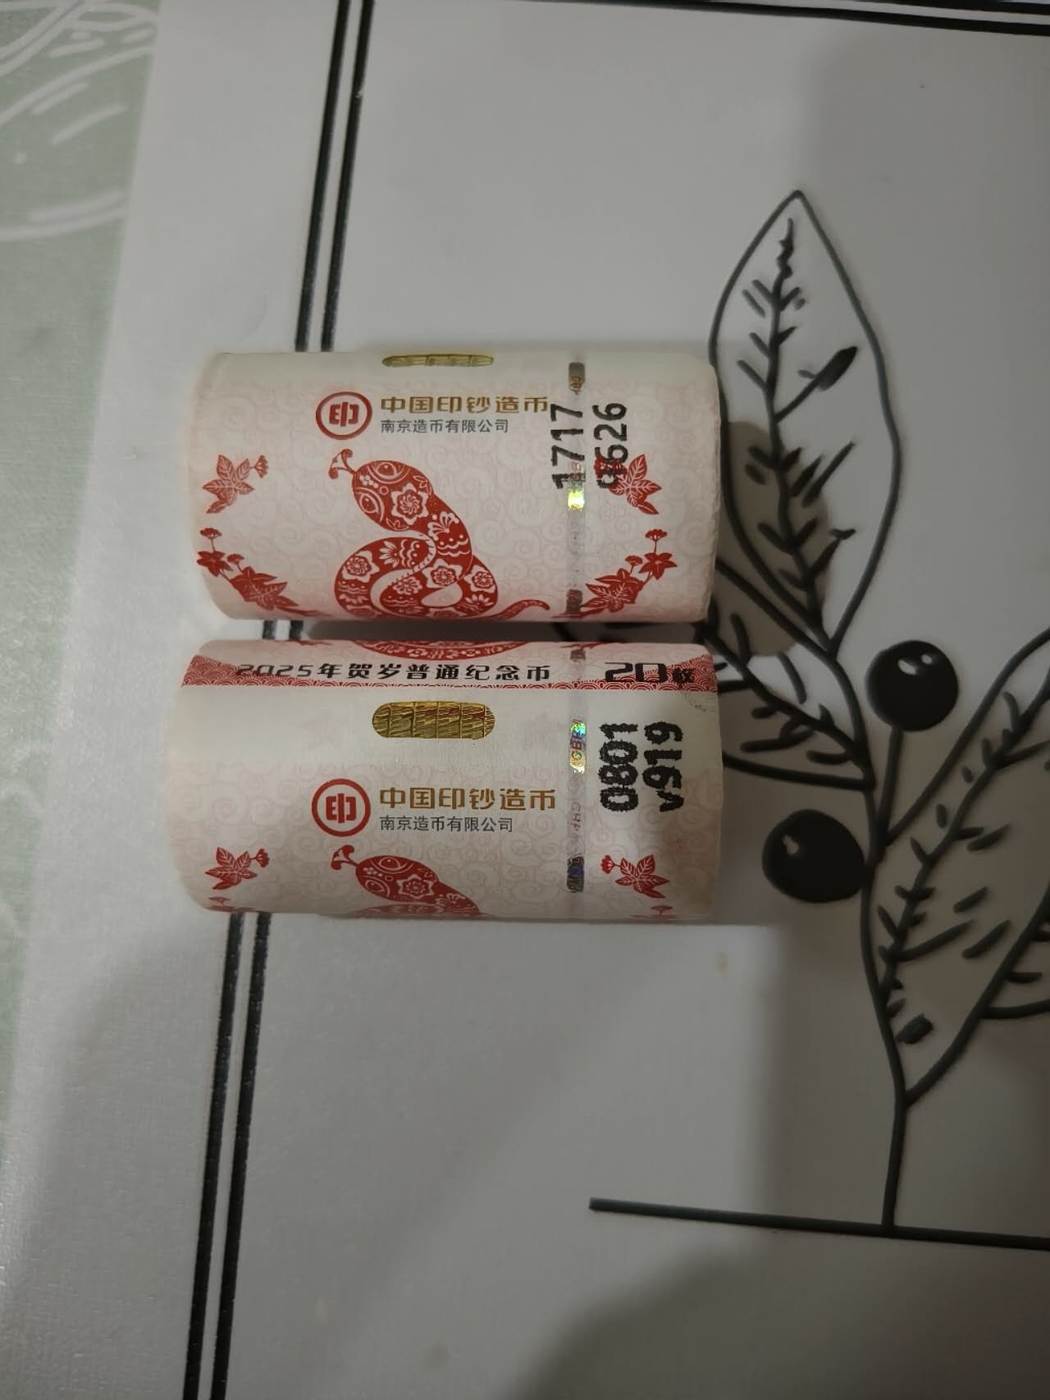 中国印钞造币
南京造币有限公司
1717
9626
2025年贺岁普通纪念币
20枚
中国印钞造币
南京造币有限公司
0801
v919